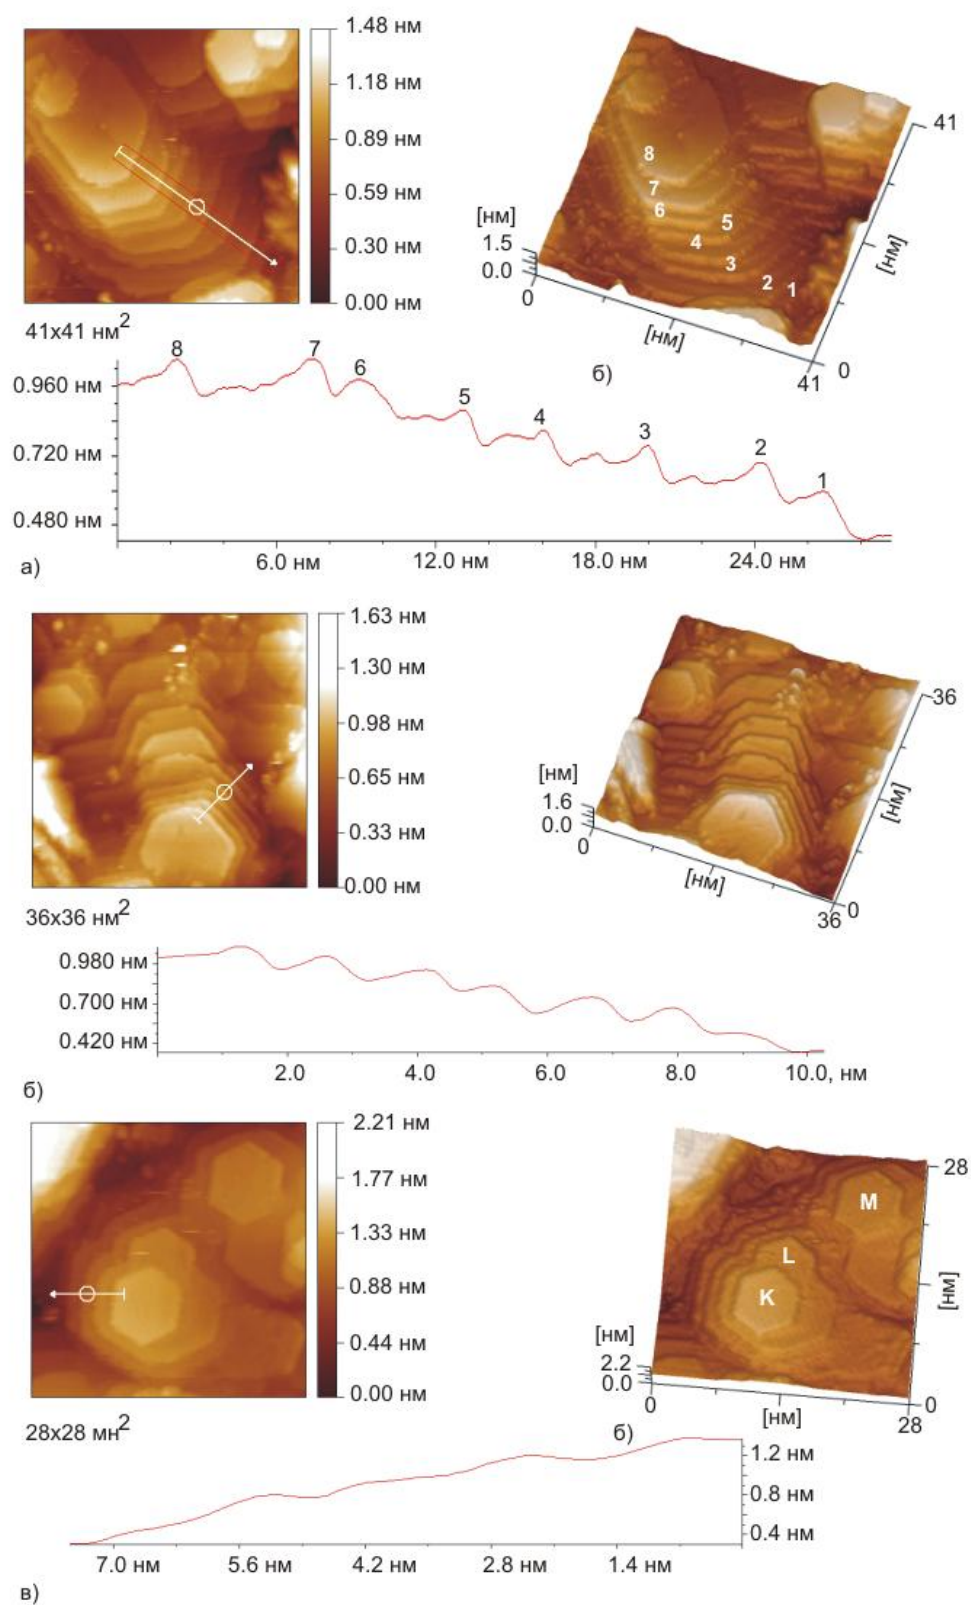 1.48 нм
1.18 нм
0.89 нм
0.59 нм
0.30 нм
0.00 нм
41x41 нм2
41
[нм]
8
7
6
5
4
3
2
1
[нм]
1.5
0.0
0
[нм]
41
0
б)
8
7
6
5
4
3
2
1
0.960 нм
0.720 нм
0.480 нм
6.0 нм
12.0 нм
18.0 нм
24.0 нм
а)
1.63 нм
1.30 нм
0.98 нм
0.65 нм
0.33 нм
0.00 нм
36x36 нм2
36
[нм]
[нм]
1.6
0.0
0
[нм]
36
0
0.980 нм
0.700 нм
0.420 нм
2.0
4.0
6.0
8.0
10.0, нм
б)
2.21 нм
1.77 нм
1.33 нм
0.88 нм
0.44 нм
0.00 нм
28x28 мн2
28
M
L
K
[нм]
[нм]
2.2
0.0
0
[нм]
28
0
б)
1.2 нм
0.8 нм
0.4 нм
7.0 нм
5.6 нм
4.2 нм
2.8 нм
1.4 нм
в)